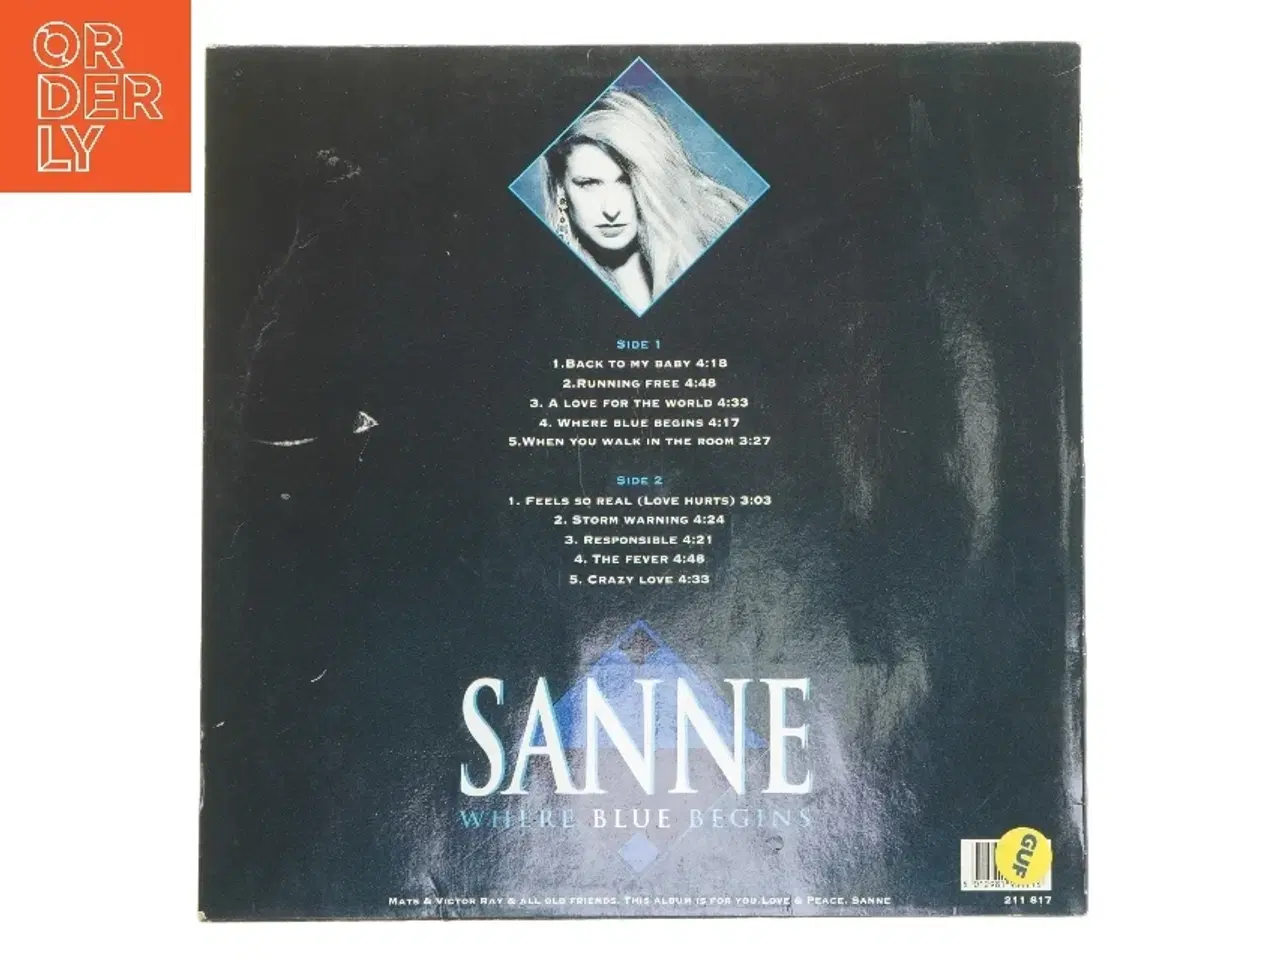 OR
DER
LY
SIDE 1
1.BACK TO MY BABY 4:18
2.RUNNING FREE 4:48
3. A LOVE FOR THE WORLD 4:33
4. WHERE BLUE BEGINS 4:17
5.WHEN YOU WALK IN THE ROOM 3:27
SIDE 2
1. FEELS SO REAL (LOVE HURTS) 3:03
2. STORM WARNING 4:24
3. RESPONSIBLE 4:21
4. THE FEVER 4:46
5. CRAZY LOVE 4:33
SANNE
WHERE BLUE BEGINS
GUF
MATS & VICTOR RAY & ALL OLD FRIENDS. THIS ALBUM IS FOR YOU.LOVE & PEACE. SANNE
211 617